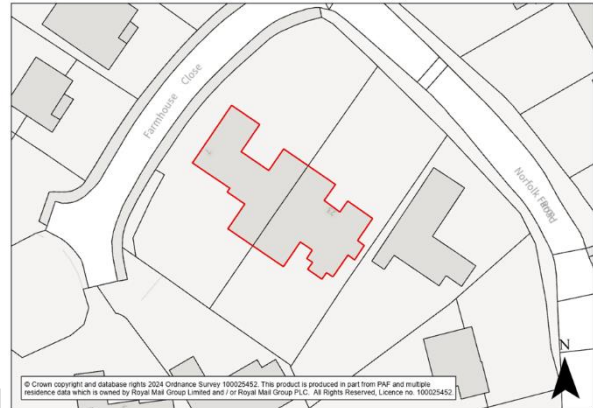 Farmhouse Close
Norfolk Farm
Road
N
© Crown copyright and database rights 2024 Ordnance Survey 100025452. This product is produced in part from PAF and multiple
residence data which is owned by Royal Mail Group Limited and / or Royal Mail Group PLC. All Rights Reserved, Licence no. 100025452.